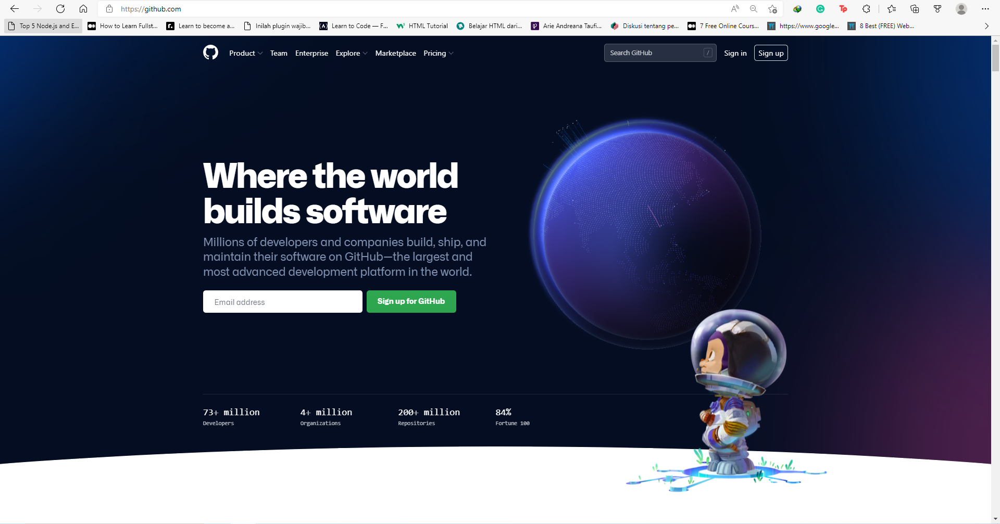 https://github.com
Top 5 Node.js and E...
How to Learn Fullst...
Learn to become a...
Inilah plugin wajib...
Learn to Code — F...
HTML Tutorial
Belajar HTML dari...
Arie Andreana Taufi...
Diskusi tentang pe...
7 Free Online Cours...
https://www.google...
8 Best (FREE) Web...
Product
Team
Enterprise
Explore
Marketplace
Pricing
Search GitHub
/
Sign in
Sign up
Where the world
builds software
Millions of developers and companies build, ship, and
maintain their software on GitHub—the largest and
most advanced development platform in the world.
Email address
Sign up for GitHub
73+ million
Developers
4+ million
Organizations
200+ million
Repositories
84%
Fortune 100